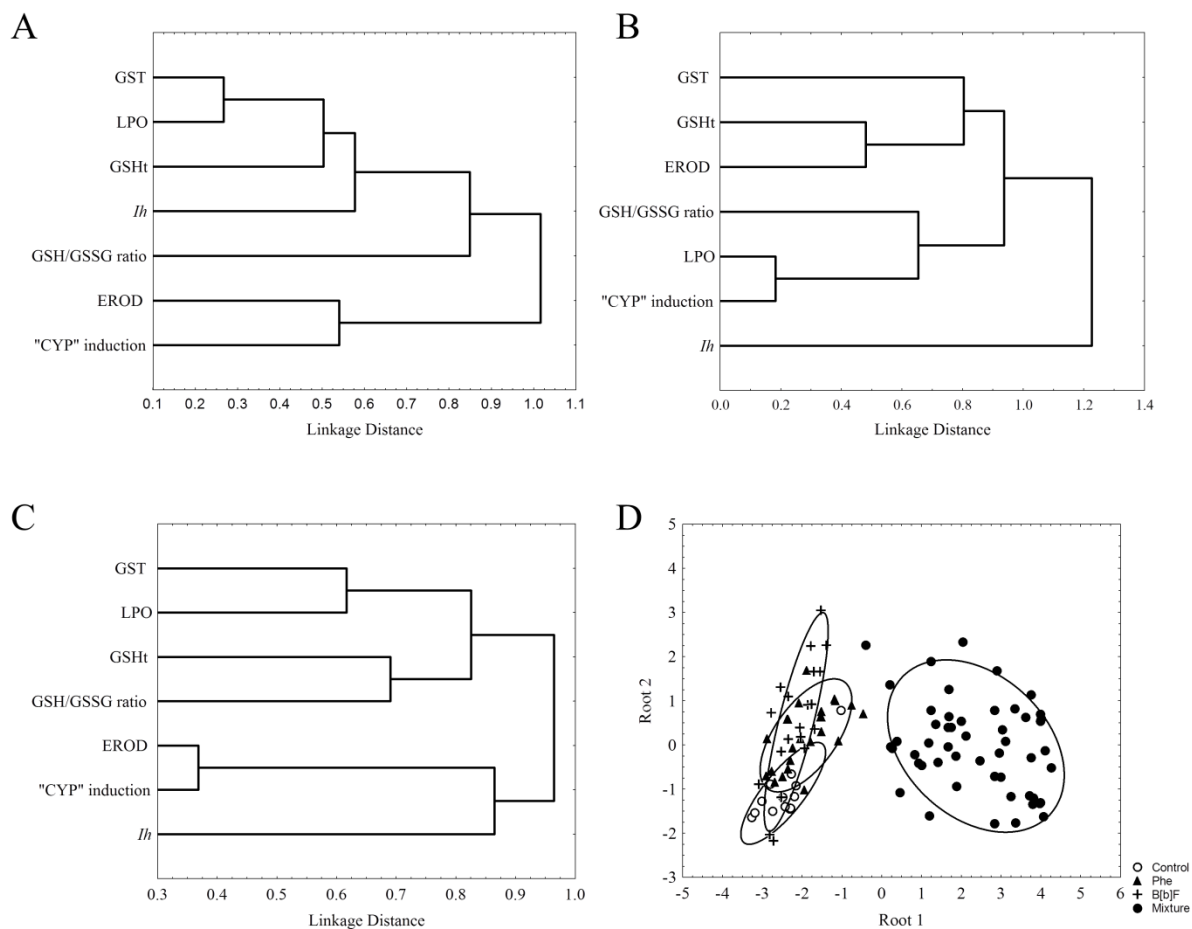 A
GST
LPO
GSHt
Ih
GSH/GSSG ratio
EROD
"CYP" induction
0.1 0.2 0.3 0.4 0.5 0.6 0.7 0.8 0.9 1.0 1.1
Linkage Distance
B
GST
GSHt
EROD
GSH/GSSG ratio
LPO
"CYP" induction
Ih
0.0 0.2 0.4 0.6 0.8 1.0 1.2 1.4
Linkage Distance
C
GST
LPO
GSHt
GSH/GSSG ratio
EROD
"CYP" induction
Ih
0.3 0.4 0.5 0.6 0.7 0.8 0.9 1.0
Linkage Distance
D
5
4
3
2
1
0
-1
-2
-3
Root 2
-5 -4 -3 -2 -1 0 1 2 3 4 5 6
Root 1
Control
Phe
B[b]F
Mixture